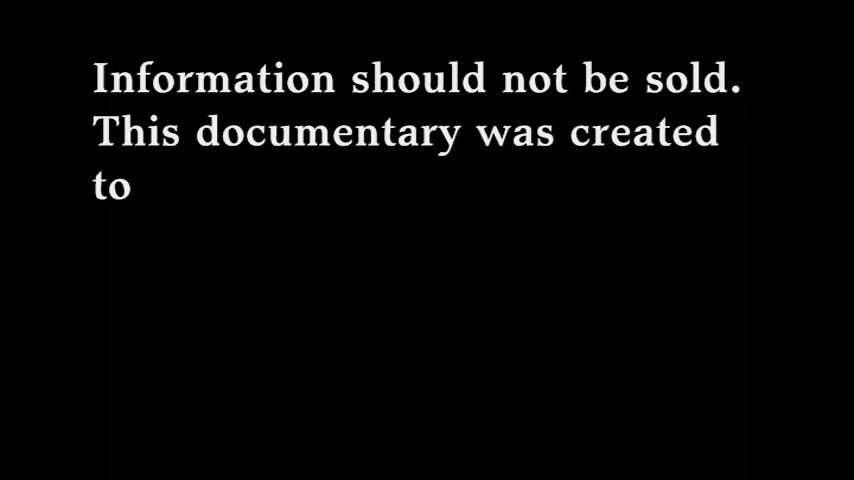 Information should not be sold.
This documentary was created
to